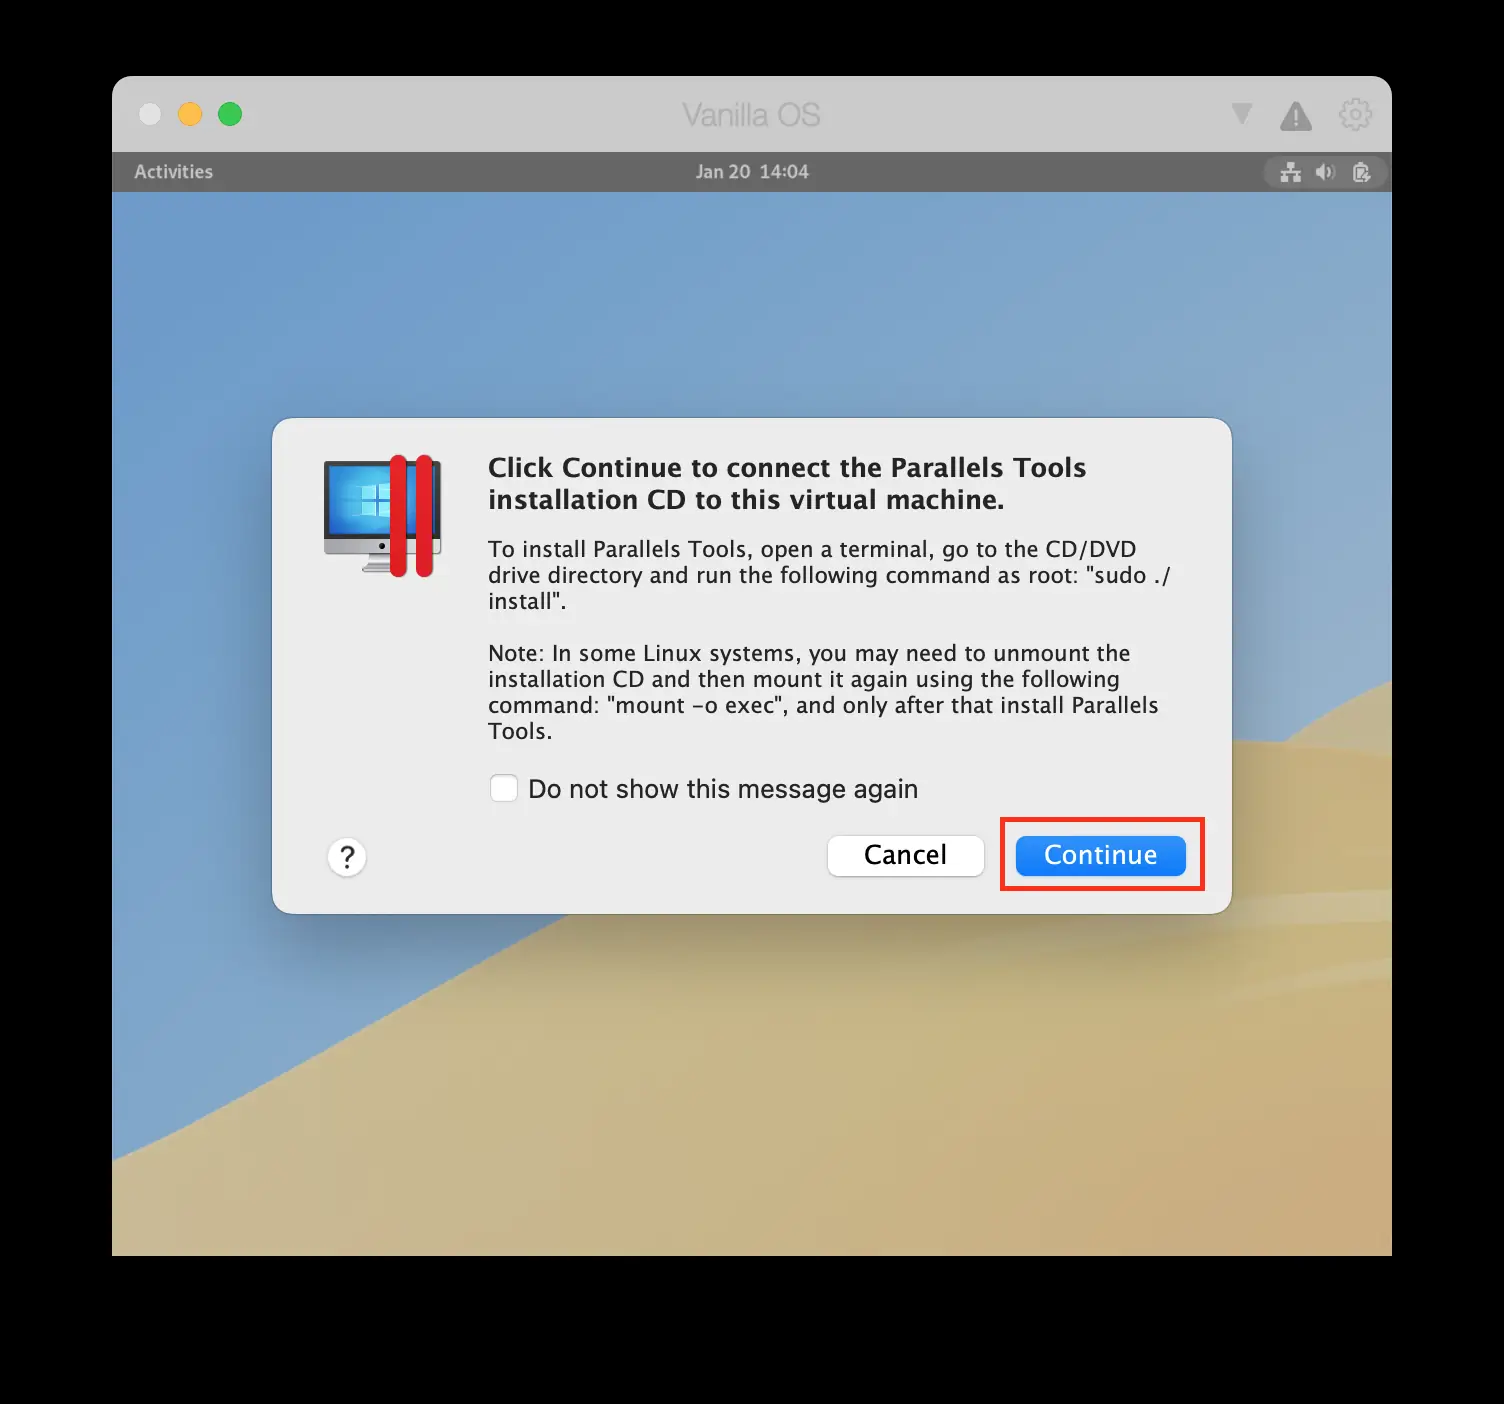 Vanilla OS
Activities
Jan 20 14:04
Click Continue to connect the Parallels Tools
installation CD to this virtual machine.
To install Parallels Tools, open a terminal, go to the CD/DVD
drive directory and run the following command as root: "sudo ./
install".
Note: In some Linux systems, you may need to unmount the
installation CD and then mount it again using the following
command: "mount -o exec", and only after that install Parallels
Tools.
Do not show this message again
?
Cancel
Continue